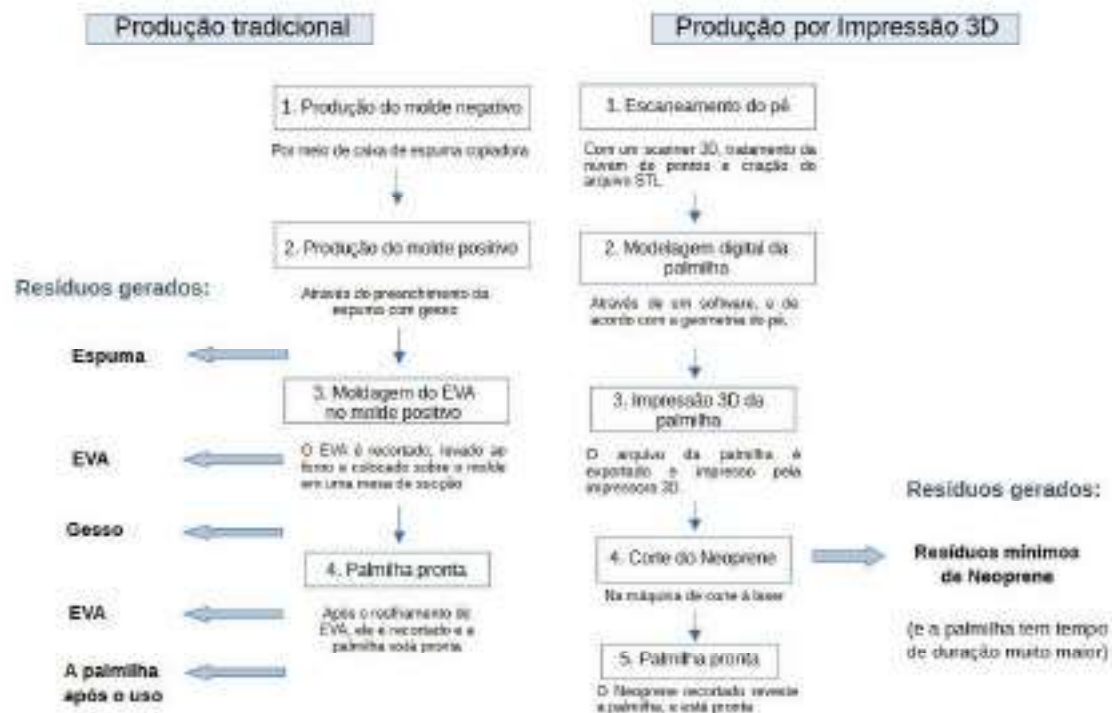 Produção tradicional
1. Produção do molde negativo
Por meio de caixa de espuma copiadora
2. Produção do molde positivo
Através do preenchimento da
espuma com gesso
3. Moldagem do EVA
no molde positivo
O EVA é recortado, levado ao
forno e colocado sobre o molde
em uma mesa de sucção
4. Palmilha pronta
Após o resfriamento do
EVA, ele é recortado e a
palmilha está pronta
Resíduos gerados:
Espuma
EVA
Gesso
EVA
A palmilha
após o uso
Produção por Impressão 3D
1. Escaneamento do pé
Com um scanner 3D, tratamento da
nuvem de pontos e criação do
arquivo STL
2. Modelagem digital da
palmilha
Através de um software, e de
acordo com a geometria do pé.
3. Impressão 3D da
palmilha
O arquivo da palmilha é
exportado e impresso pela
impressora 3D
4. Corte do Neoprene
Na máquina de corte à laser
5. Palmilha pronta
O Neoprene recortado reveste
a palmilha, e está pronta
Resíduos gerados:
Resíduos mínimos
de Neoprene
(e a palmilha tem tempo
de duração muito maior)